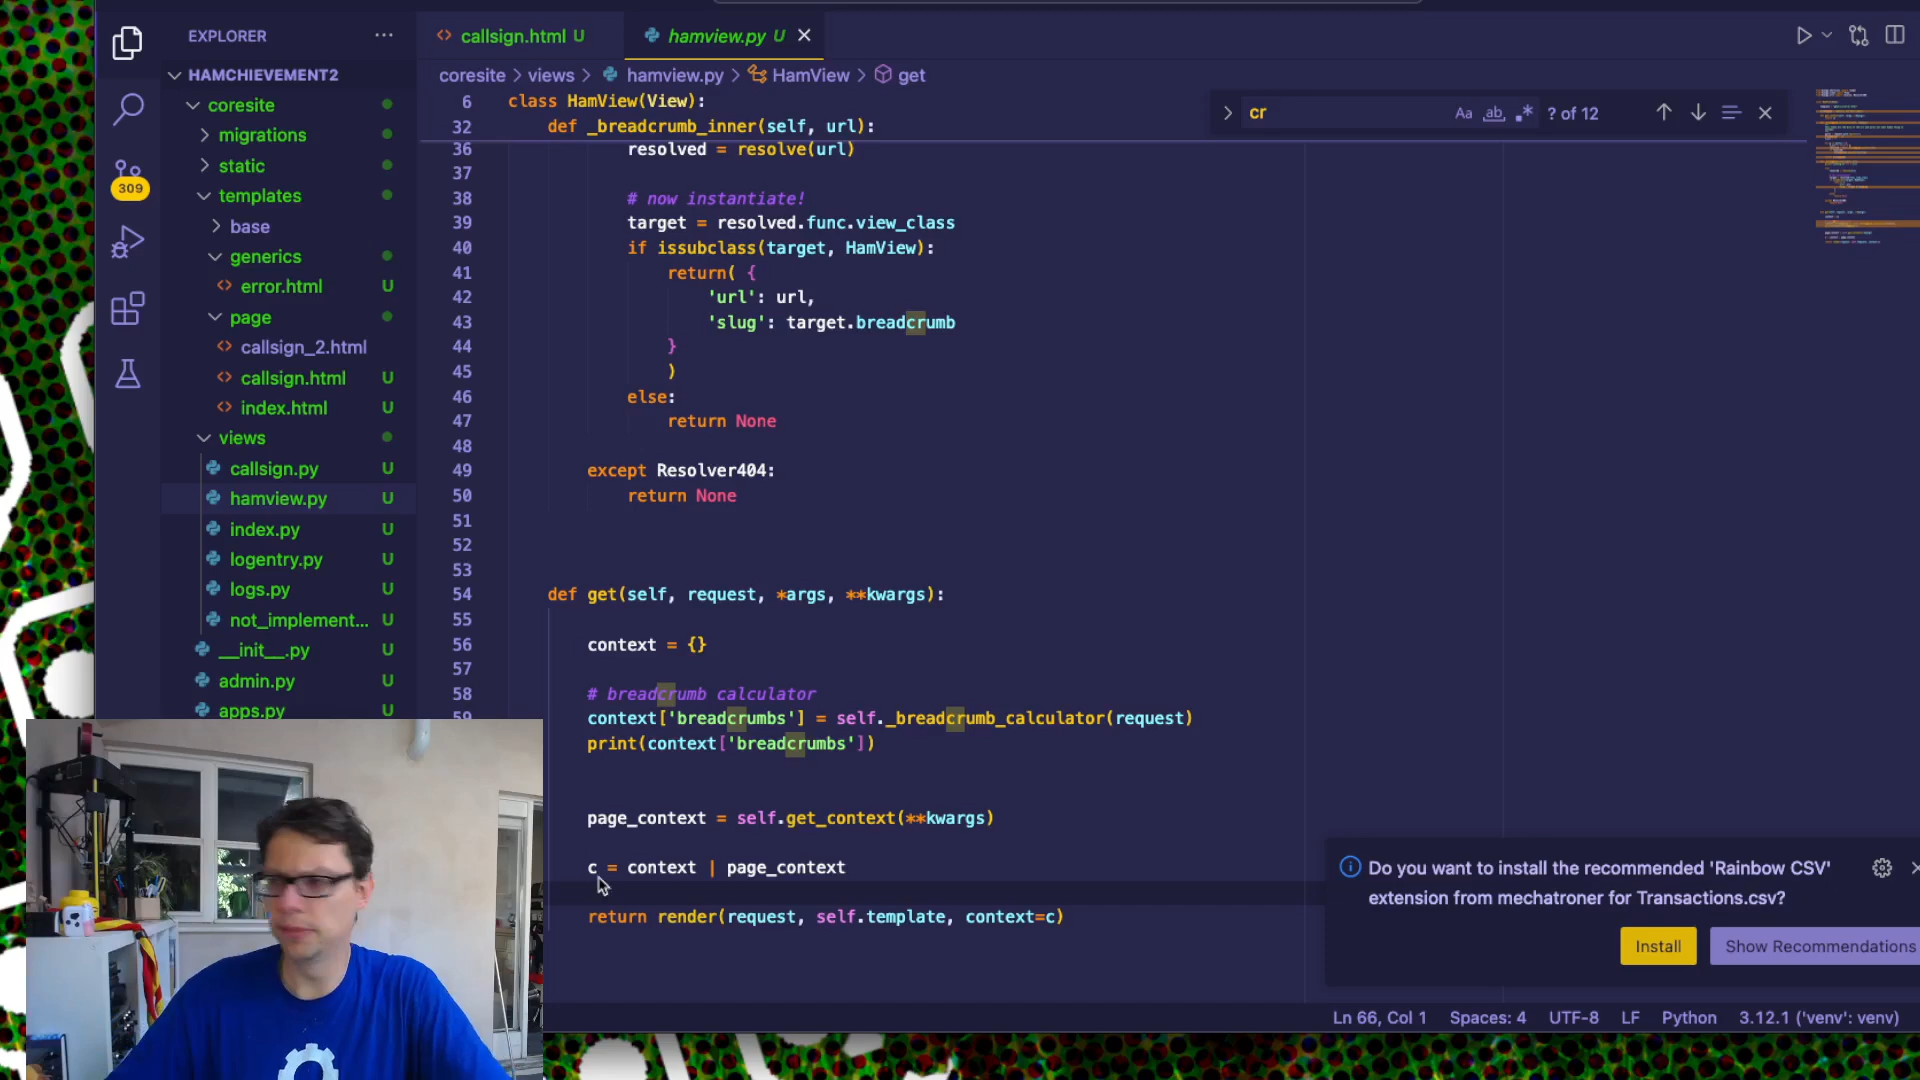 EXPLORER
callsign.html U
hamview.py U
HAMCHIEVEMENT2
coresite > views > hamview.py > HamView > get
cr
Aa ab ? of 12
coresite
migrations
static
templates
base
generics
error.html U
page
callsign_2.html
callsign.html U
index.html U
views
callsign.py U
hamview.py U
index.py U
logentry.py U
logs.py U
not_implement... U
__init__.py U
admin.py U
apps.py U
309
6 class HamView(View):
32 def _breadcrumb_inner(self, url):
36 resolved = resolve(url)
37
38 # now instantiate!
39 target = resolved.func.view_class
40 if issubclass(target, HamView):
41 return( {
42 'url': url,
43 'slug': target.breadcrumb
44 }
45 )
46 else:
47 return None
48
49 except Resolver404:
50 return None
51
52
53
54 def get(self, request, *args, **kwargs):
55
56 context = {}
57
58 # breadcrumb calculator
59 context['breadcrumbs'] = self._breadcrumb_calculator(request)
print(context['breadcrumbs'])
page_context = self.get_context(**kwargs)
c = context | page_context
return render(request, self.template, context=c)
Do you want to install the recommended 'Rainbow CSV'
extension from mechatroner for Transactions.csv?
Install
Show Recommendations
Ln 66, Col 1 Spaces: 4 UTF-8 LF Python 3.12.1 ('venv': venv)